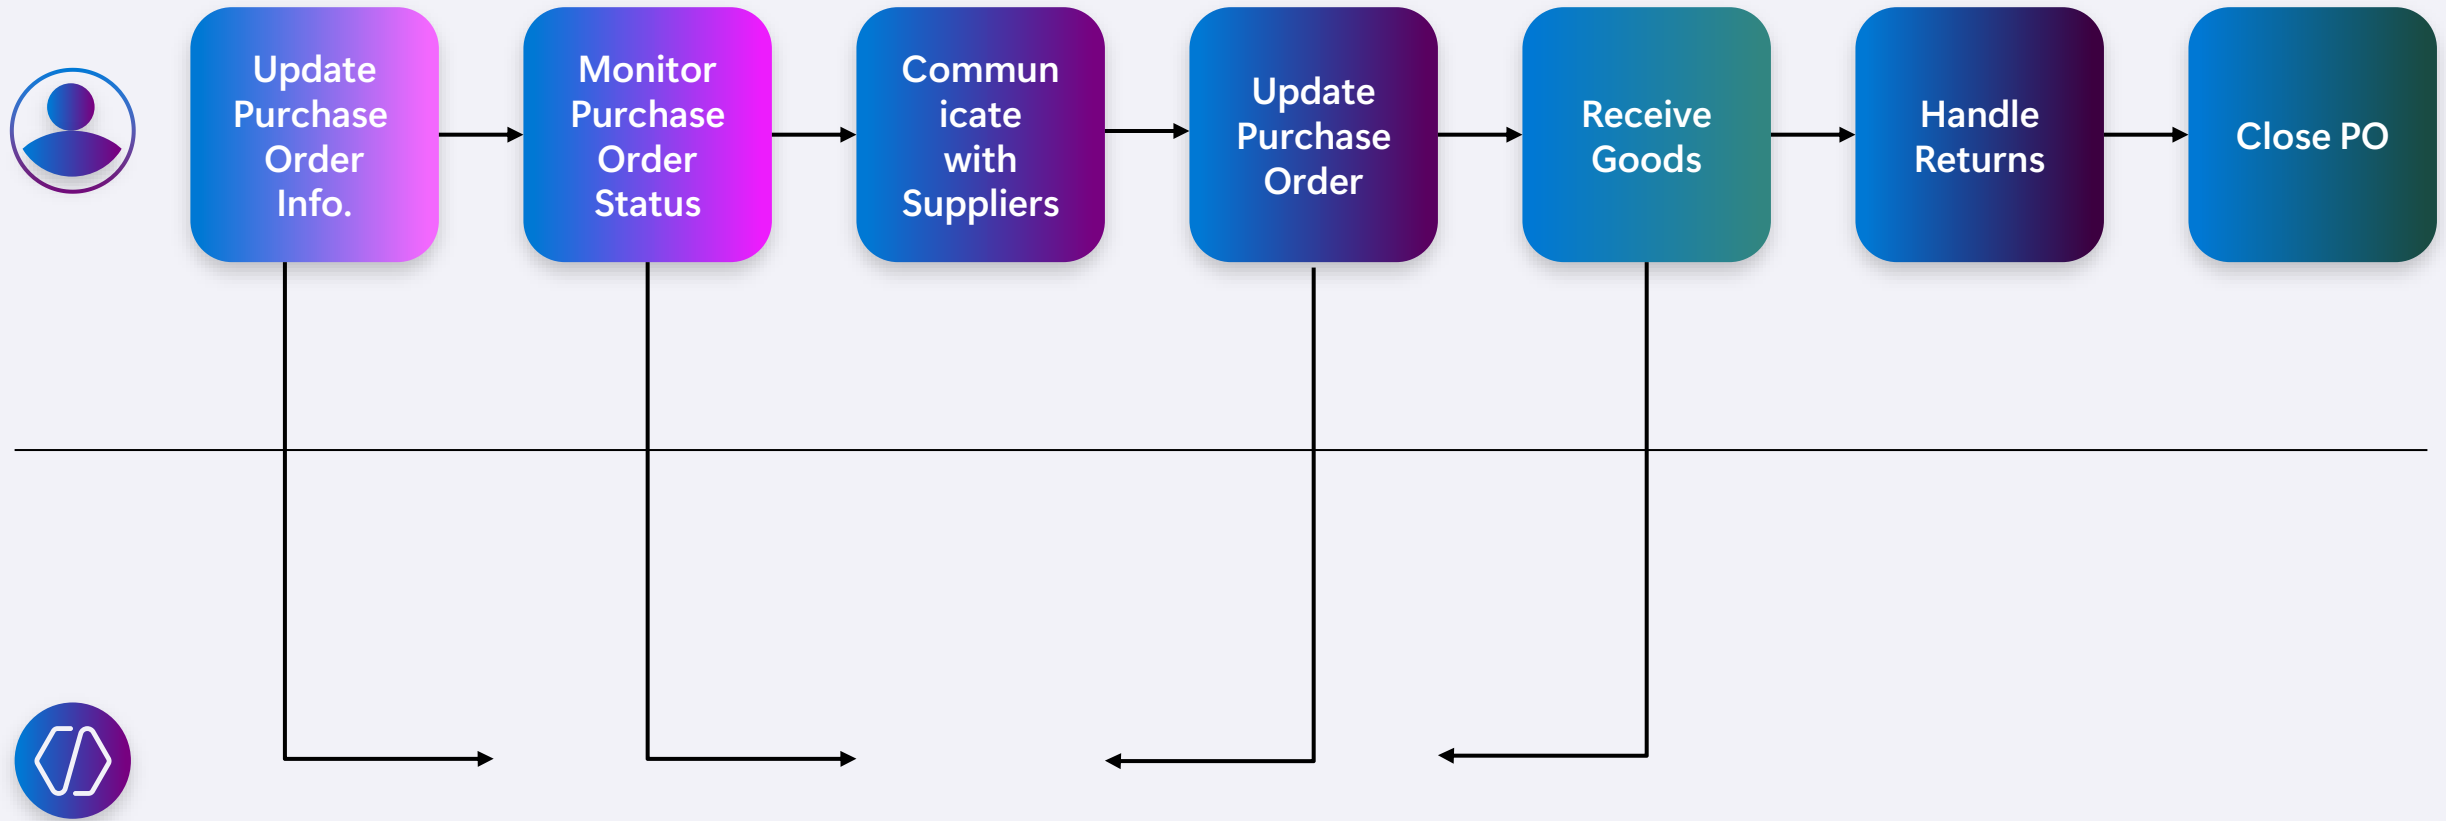 Update
Purchase
Order
Info.
Monitor
Purchase
Order
Status
Commun
icate
with
Suppliers
Update
Purchase
Order
Receive
Goods
Handle
Returns
Close PO